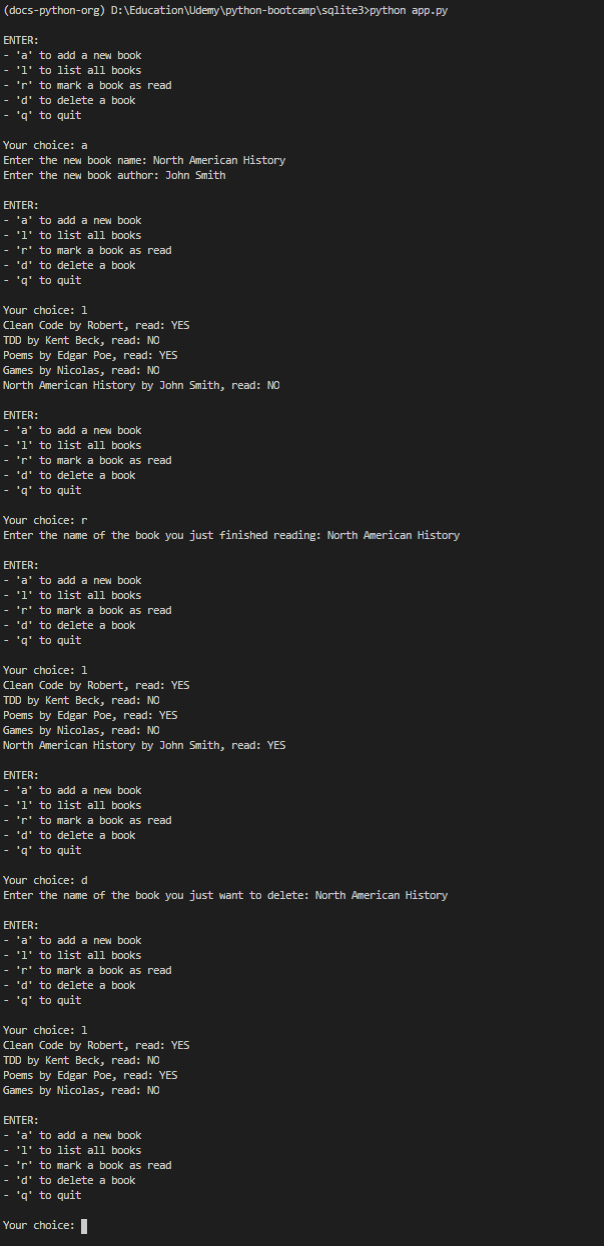 (docs-python-org) D:\Education\Udemy\python-bootcamp\sqlite3>python app.py
ENTER:
- 'a' to add a new book
- 'l' to list all books
- 'r' to mark a book as read
- 'd' to delete a book
- 'q' to quit
Your choice: a
Enter the new book name: North American History
Enter the new book author: John Smith
ENTER:
- 'a' to add a new book
- 'l' to list all books
- 'r' to mark a book as read
- 'd' to delete a book
- 'q' to quit
Your choice: l
Clean Code by Robert, read: YES
TDD by Kent Beck, read: NO
Poems by Edgar Poe, read: YES
Games by Nicolas, read: NO
North American History by John Smith, read: NO
ENTER:
- 'a' to add a new book
- 'l' to list all books
- 'r' to mark a book as read
- 'd' to delete a book
- 'q' to quit
Your choice: r
Enter the name of the book you just finished reading: North American History
ENTER:
- 'a' to add a new book
- 'l' to list all books
- 'r' to mark a book as read
- 'd' to delete a book
- 'q' to quit
Your choice: l
Clean Code by Robert, read: YES
TDD by Kent Beck, read: NO
Poems by Edgar Poe, read: YES
Games by Nicolas, read: NO
North American History by John Smith, read: YES
ENTER:
- 'a' to add a new book
- 'l' to list all books
- 'r' to mark a book as read
- 'd' to delete a book
- 'q' to quit
Your choice: d
Enter the name of the book you just want to delete: North American History
ENTER:
- 'a' to add a new book
- 'l' to list all books
- 'r' to mark a book as read
- 'd' to delete a book
- 'q' to quit
Your choice: l
Clean Code by Robert, read: YES
TDD by Kent Beck, read: NO
Poems by Edgar Poe, read: YES
Games by Nicolas, read: NO
ENTER:
- 'a' to add a new book
- 'l' to list all books
- 'r' to mark a book as read
- 'd' to delete a book
- 'q' to quit
Your choice: